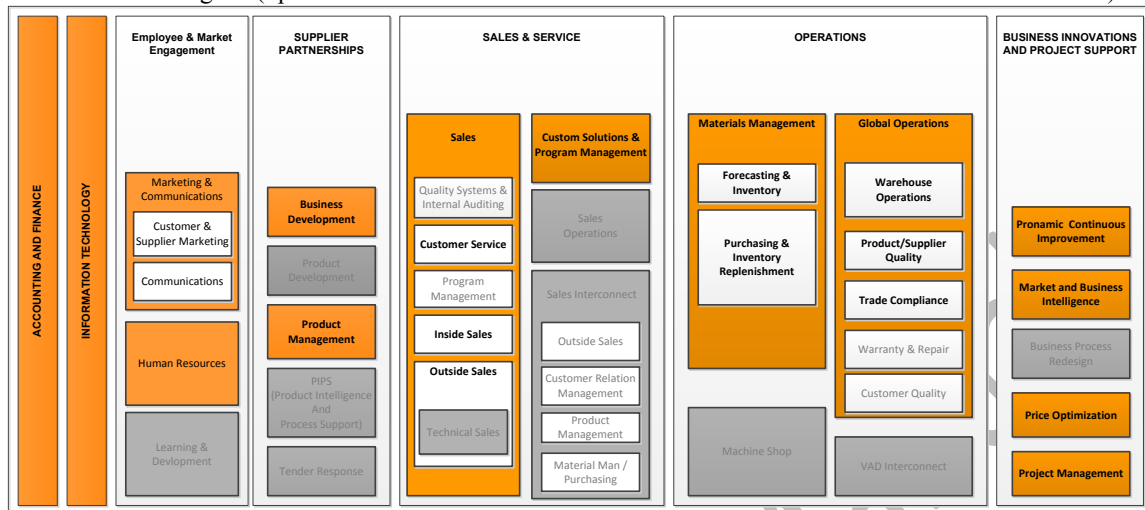 ACCOUNTING AND FINANCE
INFORMATION TECHNOLOGY
Employee & Market
Engagement
Marketing &
Communications
Customer &
Supplier Marketing
Communications
Human Resources
Learning &
Devlopment
SUPPLIER
PARTNERSHIPS
Business
Development
Product
Development
Product
Management
PIPS
(Product Intelligence
And
Process Support)
Tender Response
SALES & SERVICE
Sales
Quality Systems &
Internal Auditing
Customer Service
Program
Management
Inside Sales
Outside Sales
Technical Sales
Custom Solutions &
Program Management
Sales
Operations
Sales Interconnect
Outside Sales
Customer Relation
Management
Product
Management
Material Man /
Purchasing
OPERATIONS
Materials Management
Forecasting &
Inventory
Purchasing &
Inventory
Replenishment
Machine Shop
Global Operations
Warehouse
Operations
Product/Supplier
Quality
Trade Compliance
Warranty & Repair
Customer Quality
VAD Interconnect
BUSINESS INNOVATIONS
AND PROJECT SUPPORT
Pronamic Continuous
Improvement
Market and Business
Intelligence
Business Process
Redesign
Price Optimization
Project Management